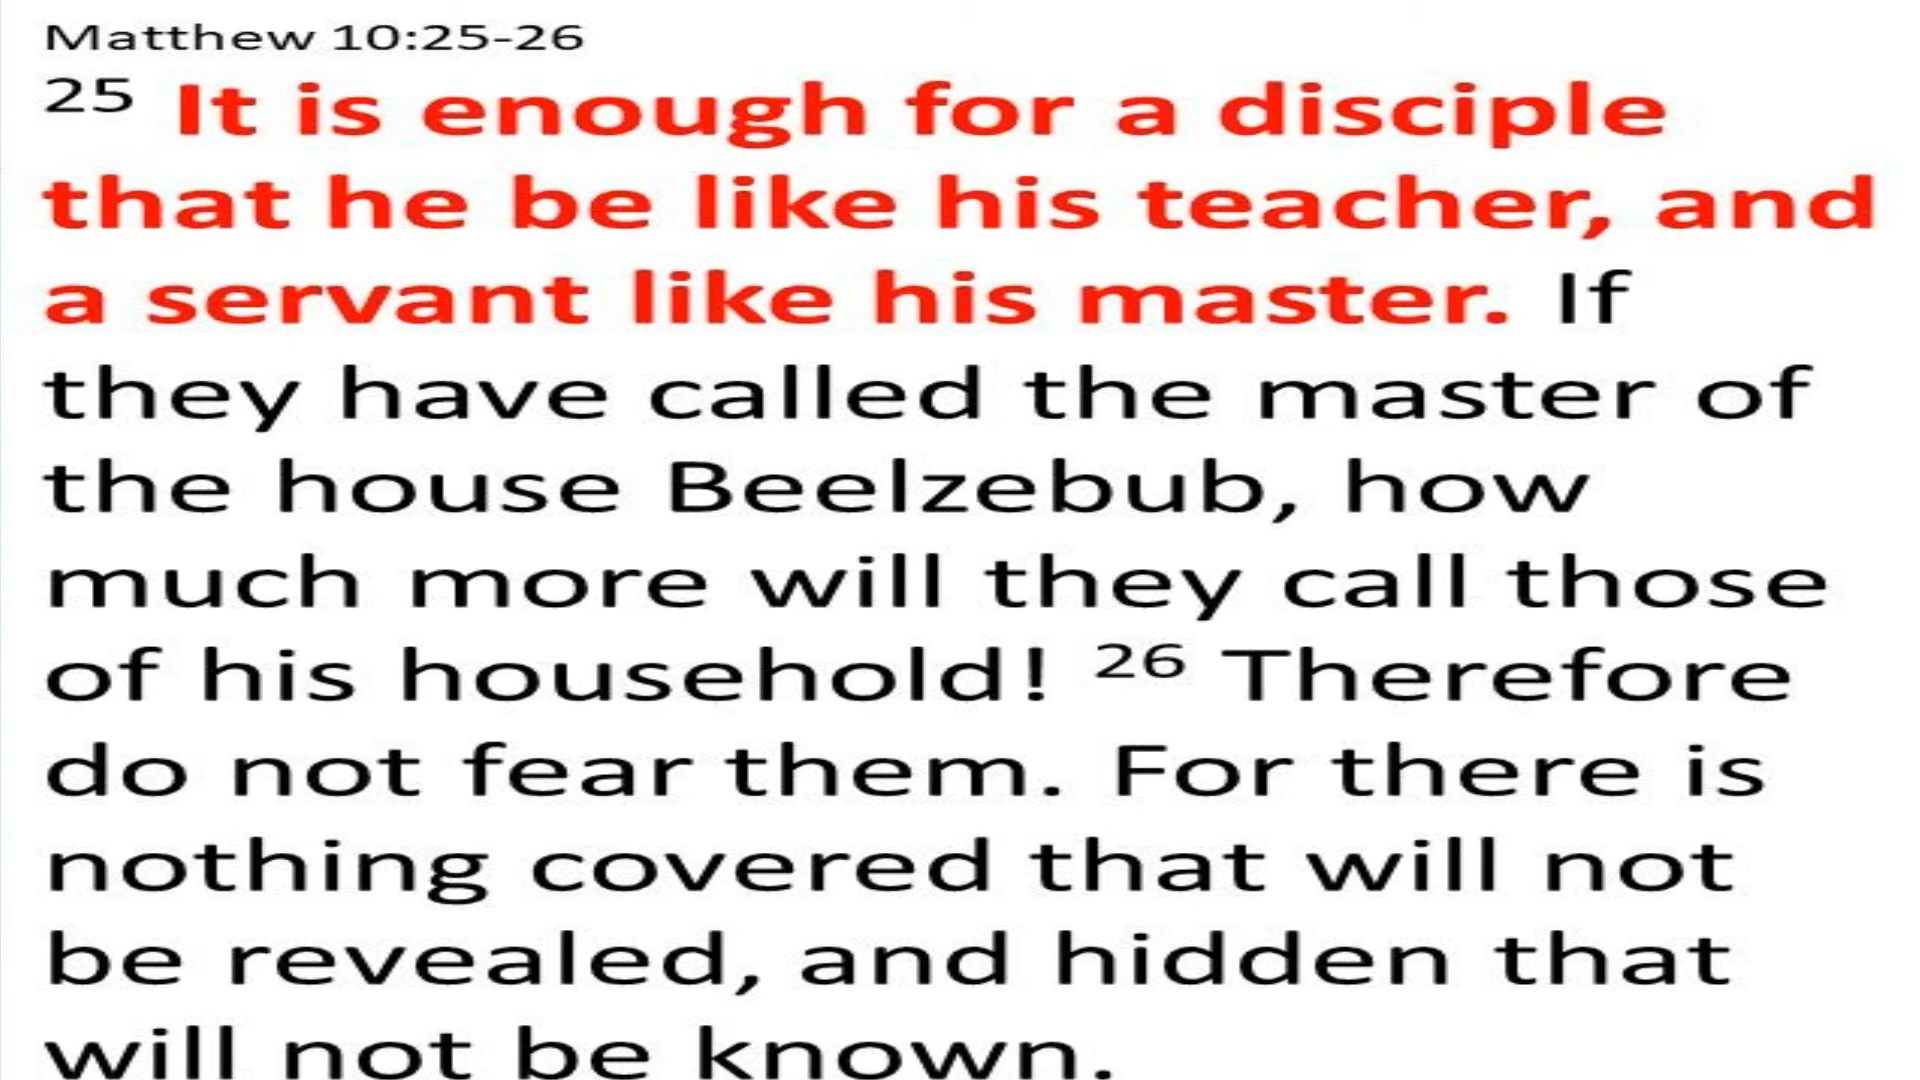 Matthew 10:25-26
25 It is enough for a disciple
that he be like his teacher, and
a servant like his master. If
they have called the master of
the house Beelzebub, how
much more will they call those
of his household! 26 Therefore
do not fear them. For there is
nothing covered that will not
be revealed, and hidden that
will not be known.